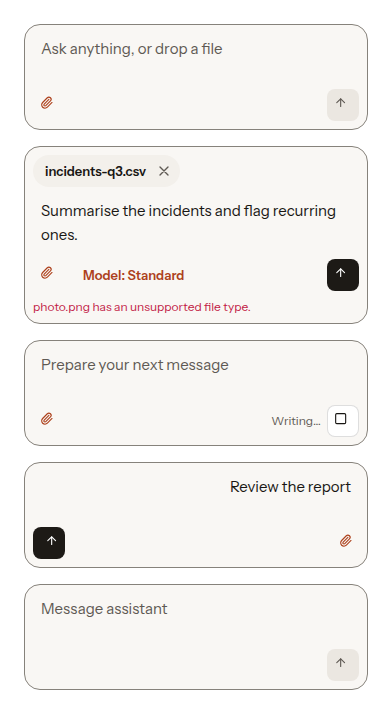 Ask anything, or drop a file
incidents-q3.csv
Summarise the incidents and flag recurring
ones.
Model: Standard
photo.png has an unsupported file type.
Prepare your next message
Writing...
Review the report
Message assistant